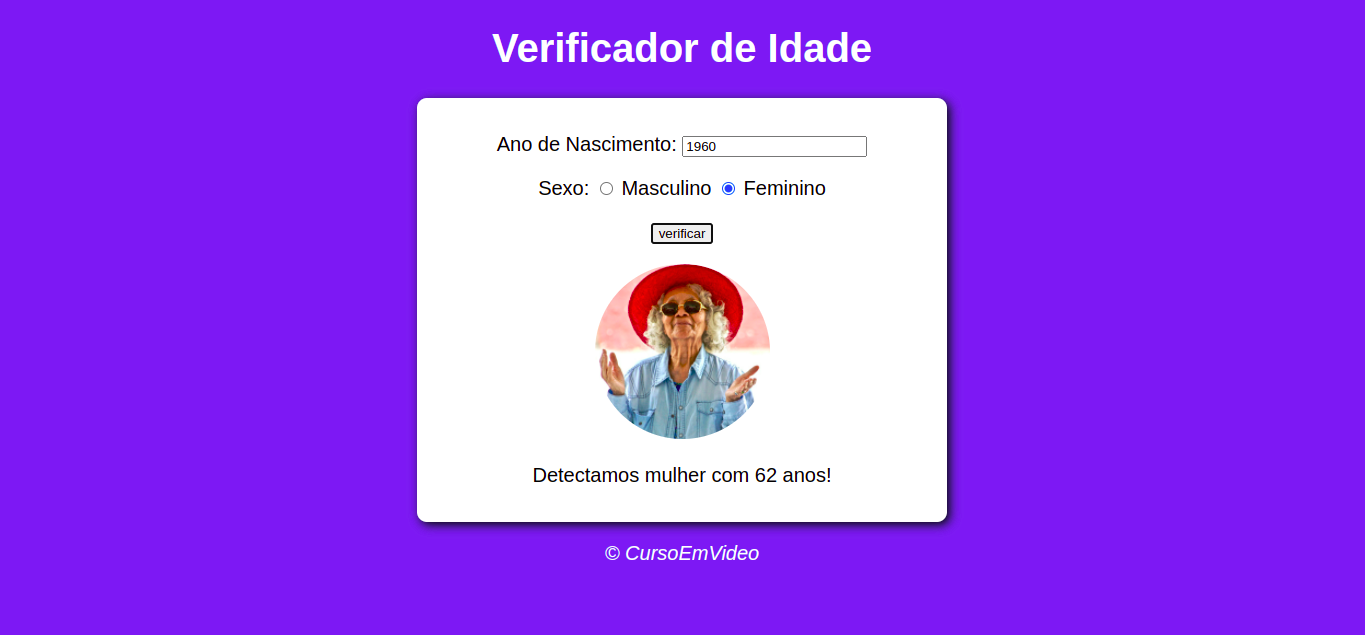 Verificador de Idade
Ano de Nascimento: 1960
Sexo: Masculino Feminino
verificar
Detectamos mulher com 62 anos!
© CursoEmVideo